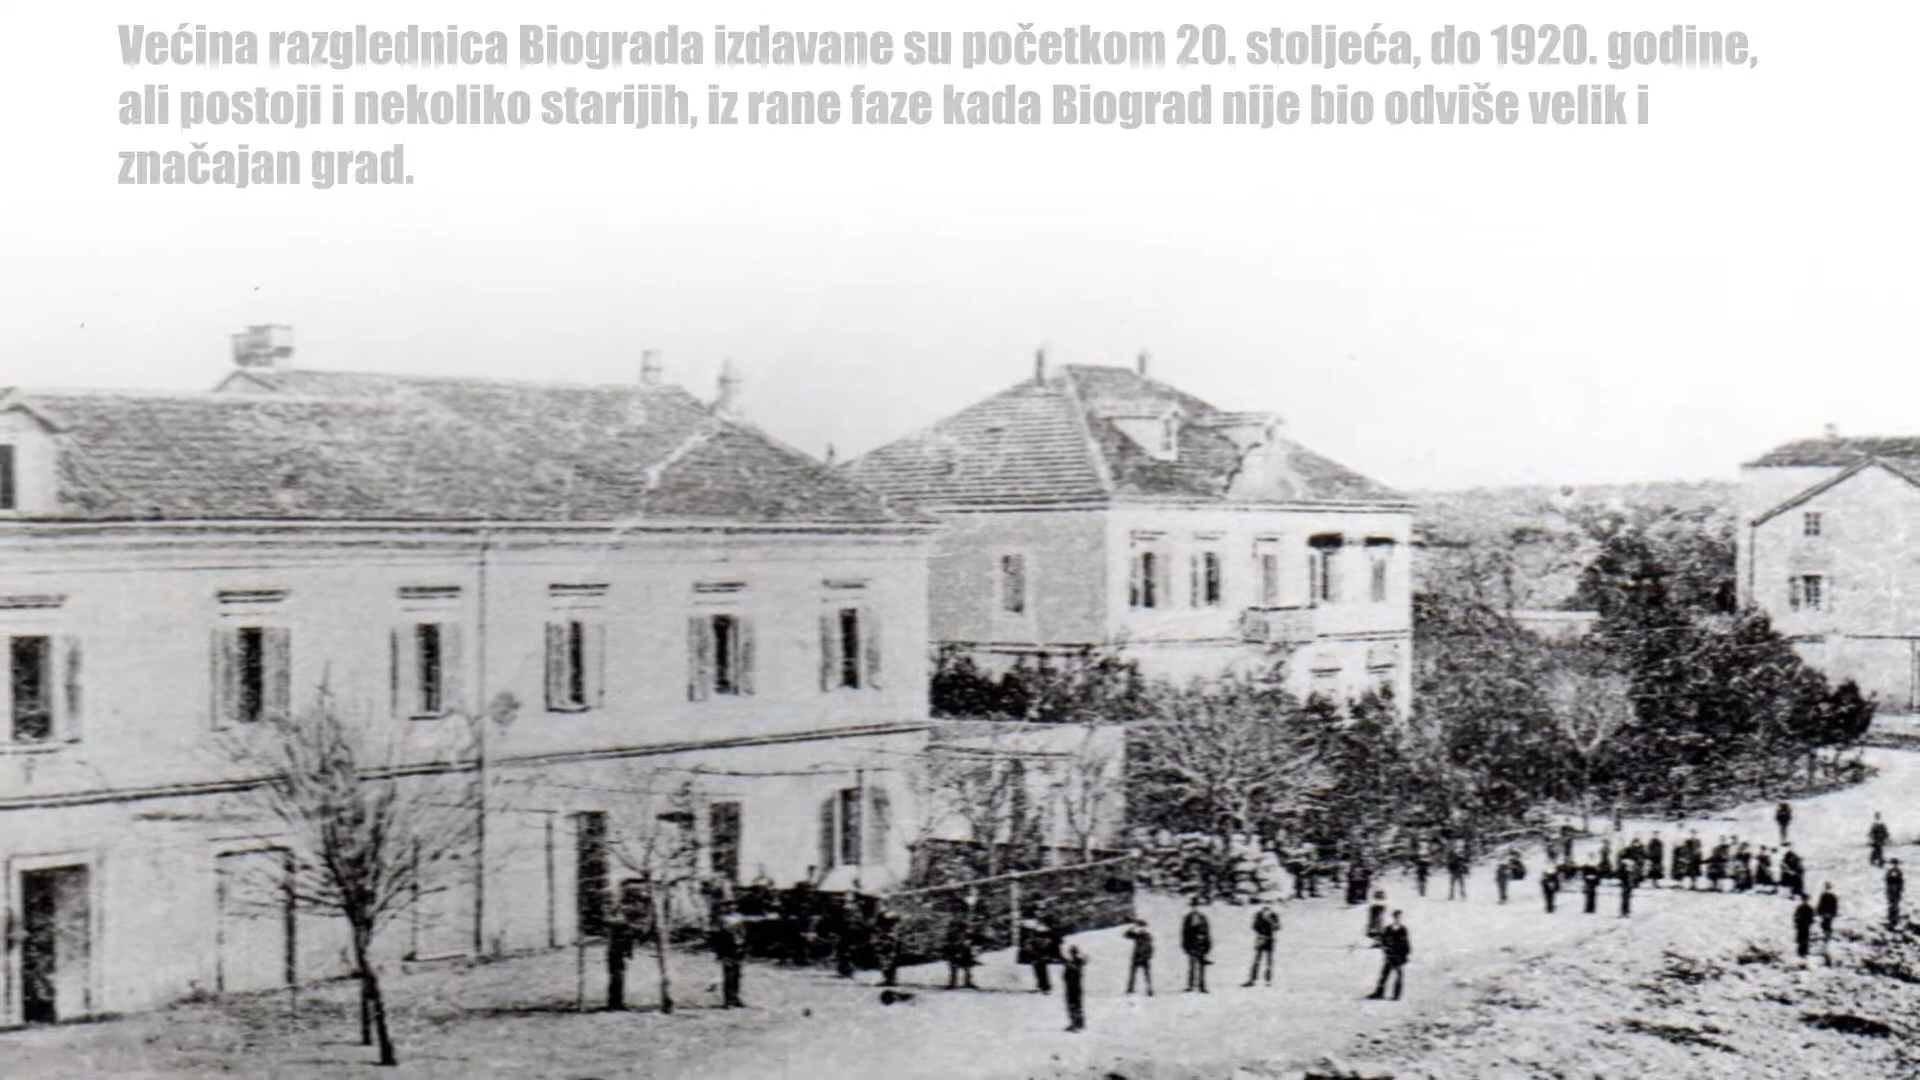 Većina razglednica Biograda izdavane su početkom 20. stoljeća, do 1920. godine,
ali postoji i nekoliko starijih, iz rane faze kada Biograd nije bio odviše velik i
značajan grad.